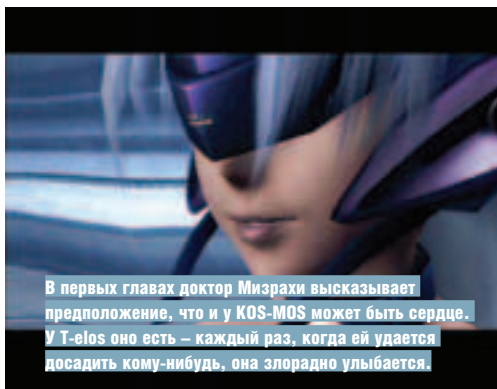 В первых главах доктор Мизрахи высказывает
предположение, что и у KOS-MOS может быть сердце.
У T-elos оно есть – каждый раз, когда ей удается
досадить кому-нибудь, она злорадно улыбается.